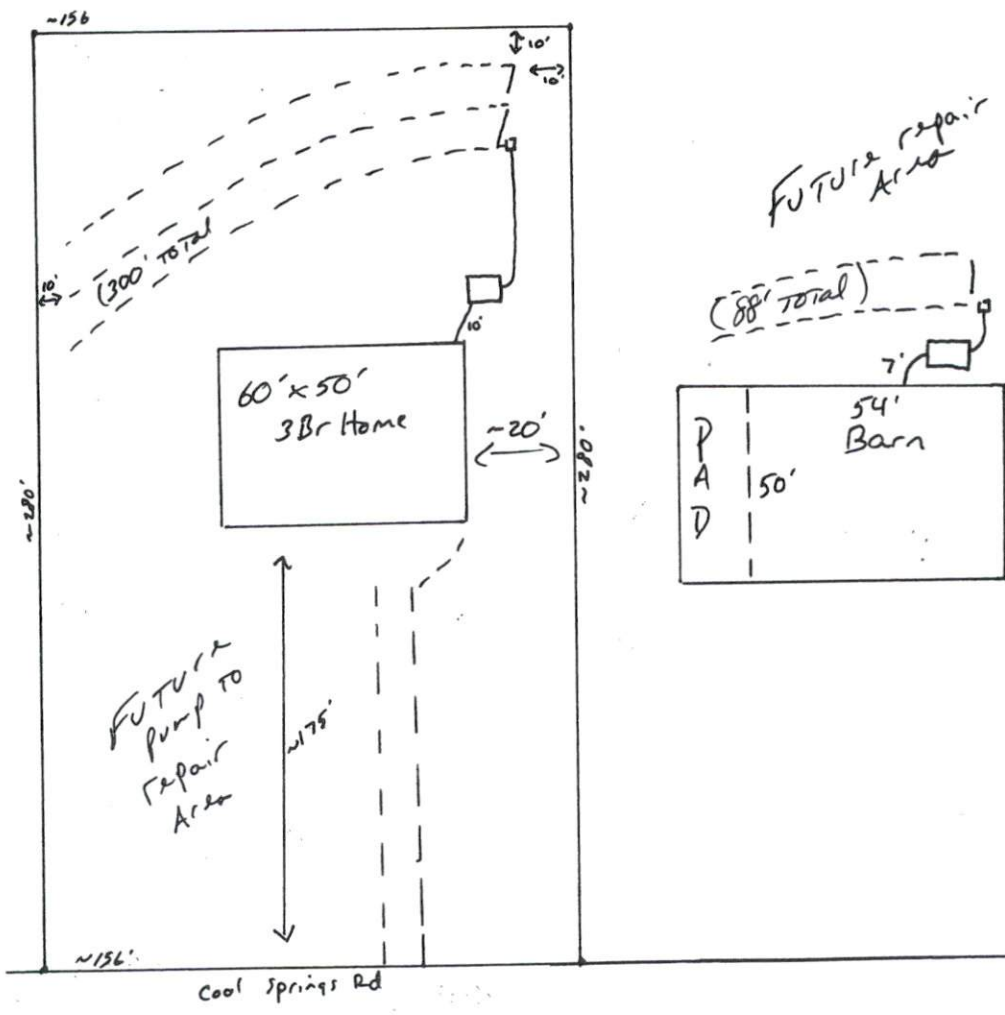 ~156
10'
10'
FUTURE repair
Area
10'
(300' TOTAL
(88' Total)
10'
7'
60' x 50'
3Br Home
~20'
54'
Barn
PAD
50'
~280'
~280'
FUTURE
pump TO
repair
Area
~175'
~156'
Cool Springs Rd